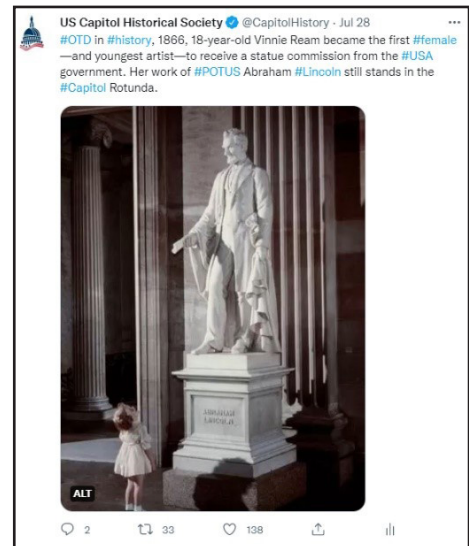 US Capitol Historical Society @CapitolHistory · Jul 28
#OTD in #history, 1866, 18-year-old Vinnie Ream became the first #female
—and youngest artist—to receive a statue commission from the #USA
government. Her work of #POTUS Abraham #Lincoln still stands in the
#Capitol Rotunda.
ABRAHAM
LINCOLN
ALT
2 33 138